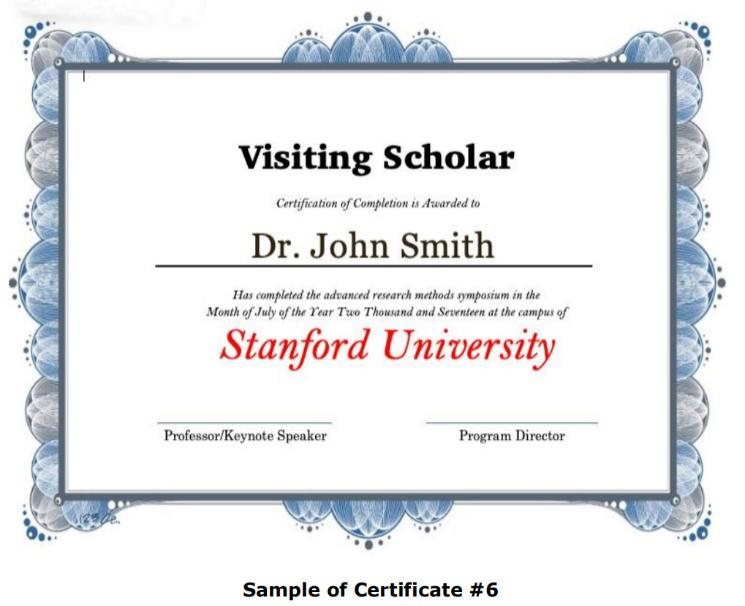 Visiting Scholar
Certification of Completion is Awarded to
Dr. John Smith
Has completed the advanced research methods symposium in the
Month of July of the Year Two Thousand and Seventeen at the campus of
Stanford University
Professor/Keynote Speaker Program Director
Sample of Certificate #6